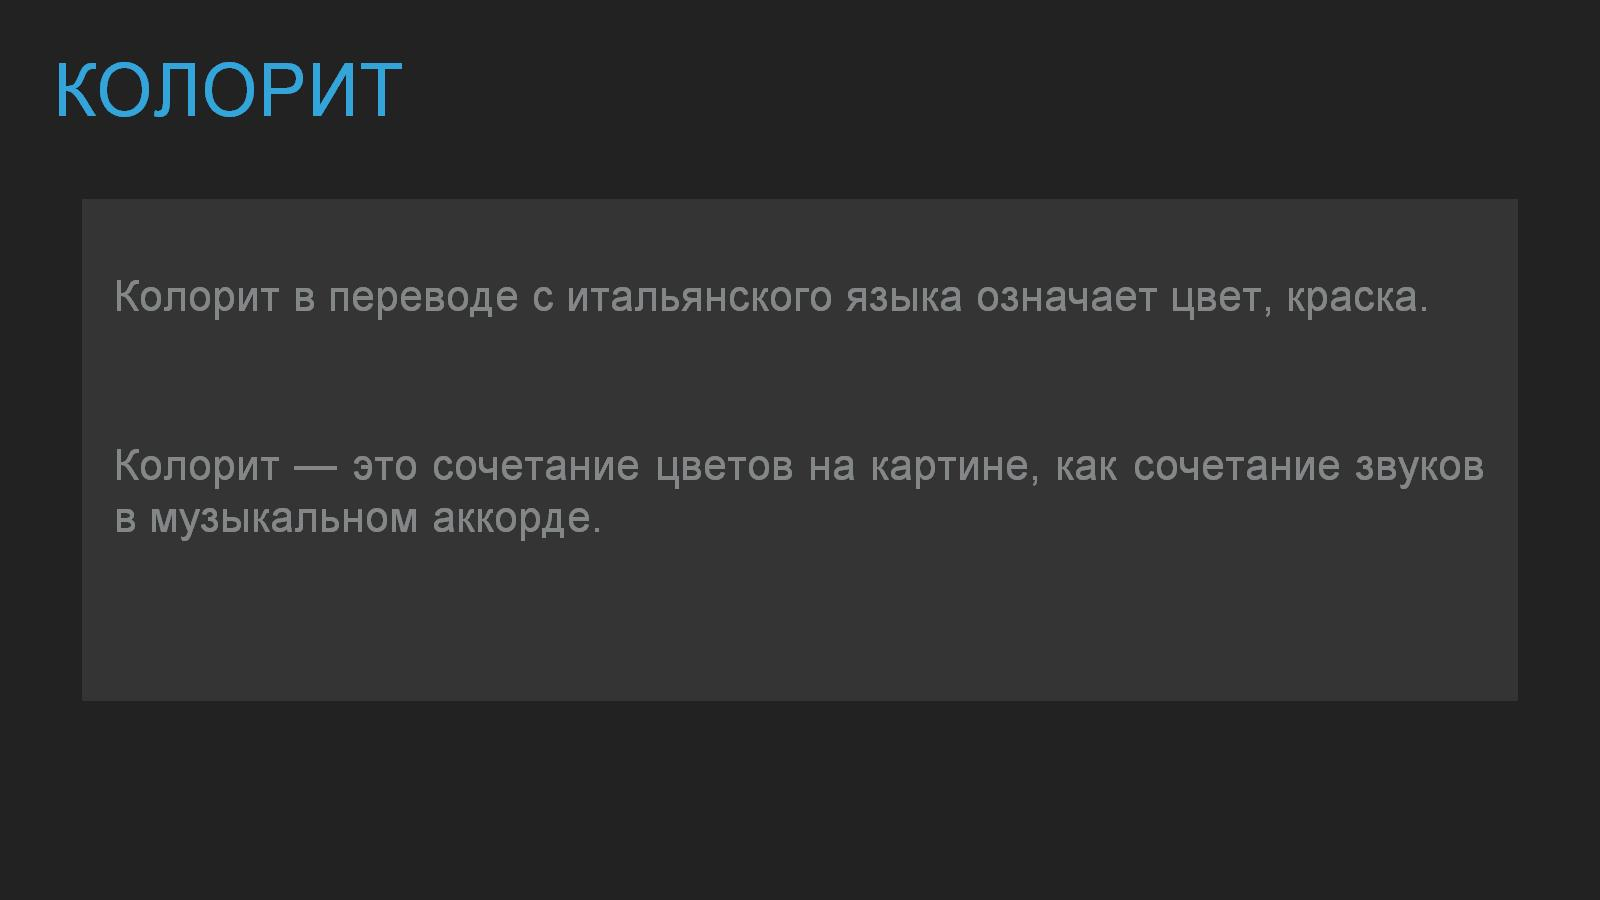 КОЛОРИТ
Колорит в переводе с итальянского языка означает цвет, краска.
Колорит — это сочетание цветов на картине, как сочетание звуков
в музыкальном аккорде.